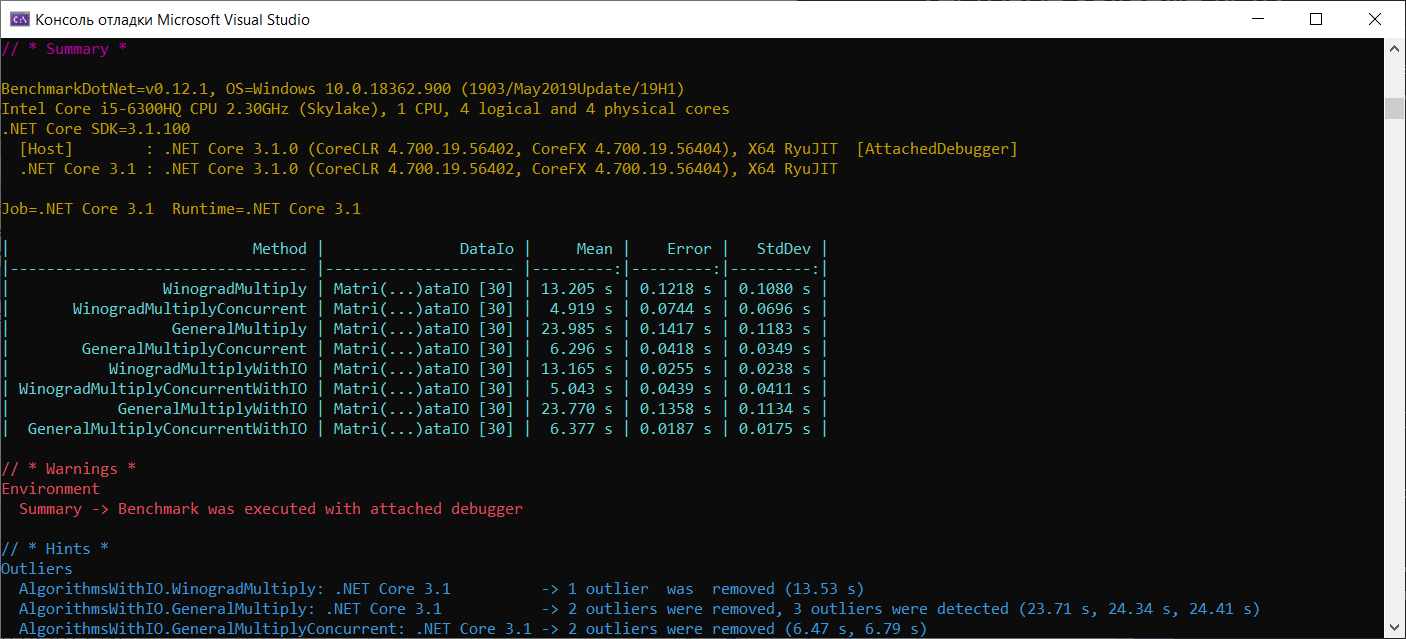 Консоль отладки Microsoft Visual Studio
// * Summary *
BenchmarkDotNet=v0.12.1, OS=Windows 10.0.18362.900 (1903/May2019Update/19H1)
Intel Core i5-6300HQ CPU 2.30GHz (Skylake), 1 CPU, 4 logical and 4 physical cores
.NET Core SDK=3.1.100
  [Host]        : .NET Core 3.1.0 (CoreCLR 4.700.19.56402, CoreFX 4.700.19.56404), X64 RyuJIT  [AttachedDebugger]
  .NET Core 3.1 : .NET Core 3.1.0 (CoreCLR 4.700.19.56402, CoreFX 4.700.19.56404), X64 RyuJIT
Job=.NET Core 3.1  Runtime=.NET Core 3.1
|                           Method |               DataIo |     Mean |    Error |   StdDev |
|--------------------------------- |--------------------- |---------:|---------:|---------:|
|                 WinogradMultiply | Matri(...)ataIO [30] | 13.205 s | 0.1218 s | 0.1080 s |
|       WinogradMultiplyConcurrent | Matri(...)ataIO [30] |  4.919 s | 0.0744 s | 0.0696 s |
|                  GeneralMultiply | Matri(...)ataIO [30] | 23.985 s | 0.1417 s | 0.1183 s |
|        GeneralMultiplyConcurrent | Matri(...)ataIO [30] |  6.296 s | 0.0418 s | 0.0349 s |
|           WinogradMultiplyWithIO | Matri(...)ataIO [30] | 13.165 s | 0.0255 s | 0.0238 s |
| WinogradMultiplyConcurrentWithIO | Matri(...)ataIO [30] |  5.043 s | 0.0439 s | 0.0411 s |
|            GeneralMultiplyWithIO | Matri(...)ataIO [30] | 23.770 s | 0.1358 s | 0.1134 s |
|  GeneralMultiplyConcurrentWithIO | Matri(...)ataIO [30] |  6.377 s | 0.0187 s | 0.0175 s |
// * Warnings *
Environment
  Summary -> Benchmark was executed with attached debugger
// * Hints *
Outliers
  AlgorithmsWithIO.WinogradMultiply: .NET Core 3.1          -> 1 outlier  was  removed (13.53 s)
  AlgorithmsWithIO.GeneralMultiply: .NET Core 3.1           -> 2 outliers were removed, 3 outliers were detected (23.71 s, 24.34 s, 24.41 s)
  AlgorithmsWithIO.GeneralMultiplyConcurrent: .NET Core 3.1 -> 2 outliers were removed (6.47 s, 6.79 s)